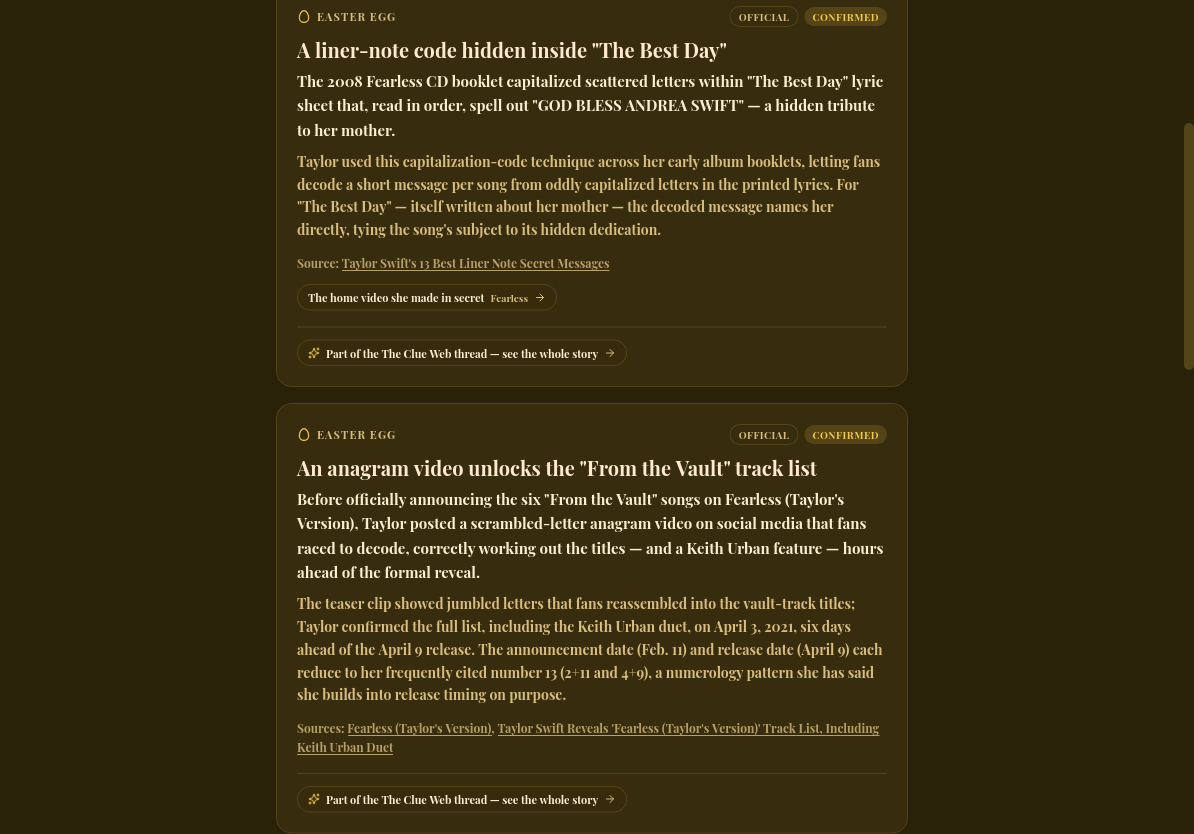 EASTER EGG
OFFICIAL
CONFIRMED
A liner-note code hidden inside "The Best Day"
The 2008 Fearless CD booklet capitalized scattered letters within "The Best Day" lyric
sheet that, read in order, spell out "GOD BLESS ANDREA SWIFT" — a hidden tribute
to her mother.
Taylor used this capitalization-code technique across her early album booklets, letting fans
decode a short message per song from oddly capitalized letters in the printed lyrics. For
"The Best Day" — itself written about her mother — the decoded message names her
directly, tying the song's subject to its hidden dedication.
Source: Taylor Swift's 13 Best Liner Note Secret Messages
The home video she made in secret Fearless →
Part of the The Clue Web thread — see the whole story →
EASTER EGG
OFFICIAL
CONFIRMED
An anagram video unlocks the "From the Vault" track list
Before officially announcing the six "From the Vault" songs on Fearless (Taylor's
Version), Taylor posted a scrambled-letter anagram video on social media that fans
raced to decode, correctly working out the titles — and a Keith Urban feature — hours
ahead of the formal reveal.
The teaser clip showed jumbled letters that fans reassembled into the vault-track titles;
Taylor confirmed the full list, including the Keith Urban duet, on April 3, 2021, six days
ahead of the April 9 release. The announcement date (Feb. 11) and release date (April 9) each
reduce to her frequently cited number 13 (2+11 and 4+9), a numerology pattern she has said
she builds into release timing on purpose.
Sources: Fearless (Taylor's Version), Taylor Swift Reveals 'Fearless (Taylor's Version)' Track List, Including
Keith Urban Duet
Part of the The Clue Web thread — see the whole story →